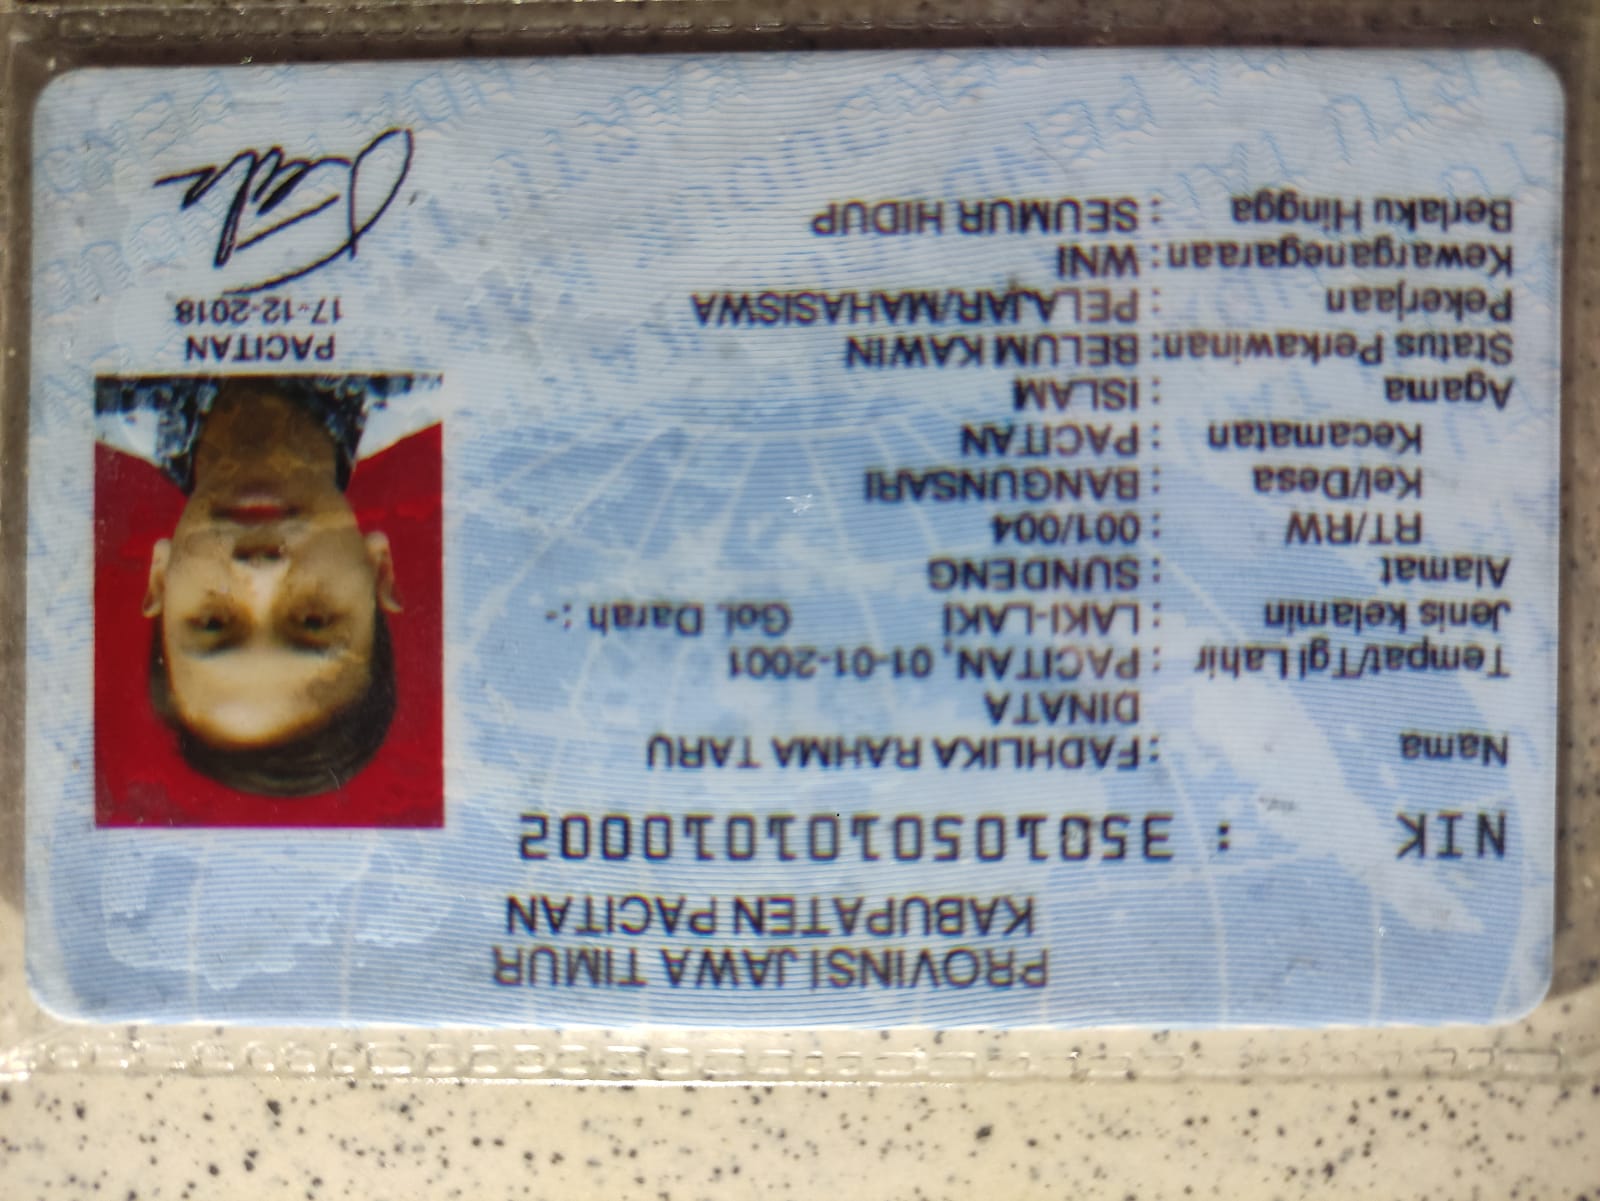 PROVINSI JAWA TIMUR
KABUPATEN PACITAN
NIK : 3501050101010002
Nama : FADHLIKA RAHMA TARU
DINATA
Tempat/Tgl Lahir : PACITAN, 01-01-2001
Jenis kelamin : LAKI-LAKI Gol. Darah : -
Alamat : SUNDENG
RT/RW : 001/004
Kel/Desa : BANGUNSARI
Kecamatan : PACITAN
Agama : ISLAM
Status Perkawinan: BELUM KAWIN
Pekerjaan : PELAJAR/MAHASISWA
Kewarganegaraan: WNI
Berlaku Hingga : SEUMUR HIDUP
PACITAN
17-12-2018